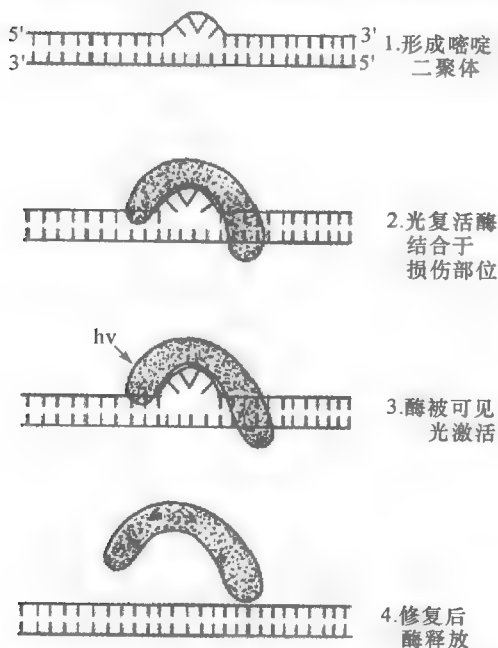 5' 3'
3' 5'
1.形成嘧啶
二聚体
2.光复活酶
结合于
损伤部位
hν
3.酶被可见
光激活
4.修复后
酶释放